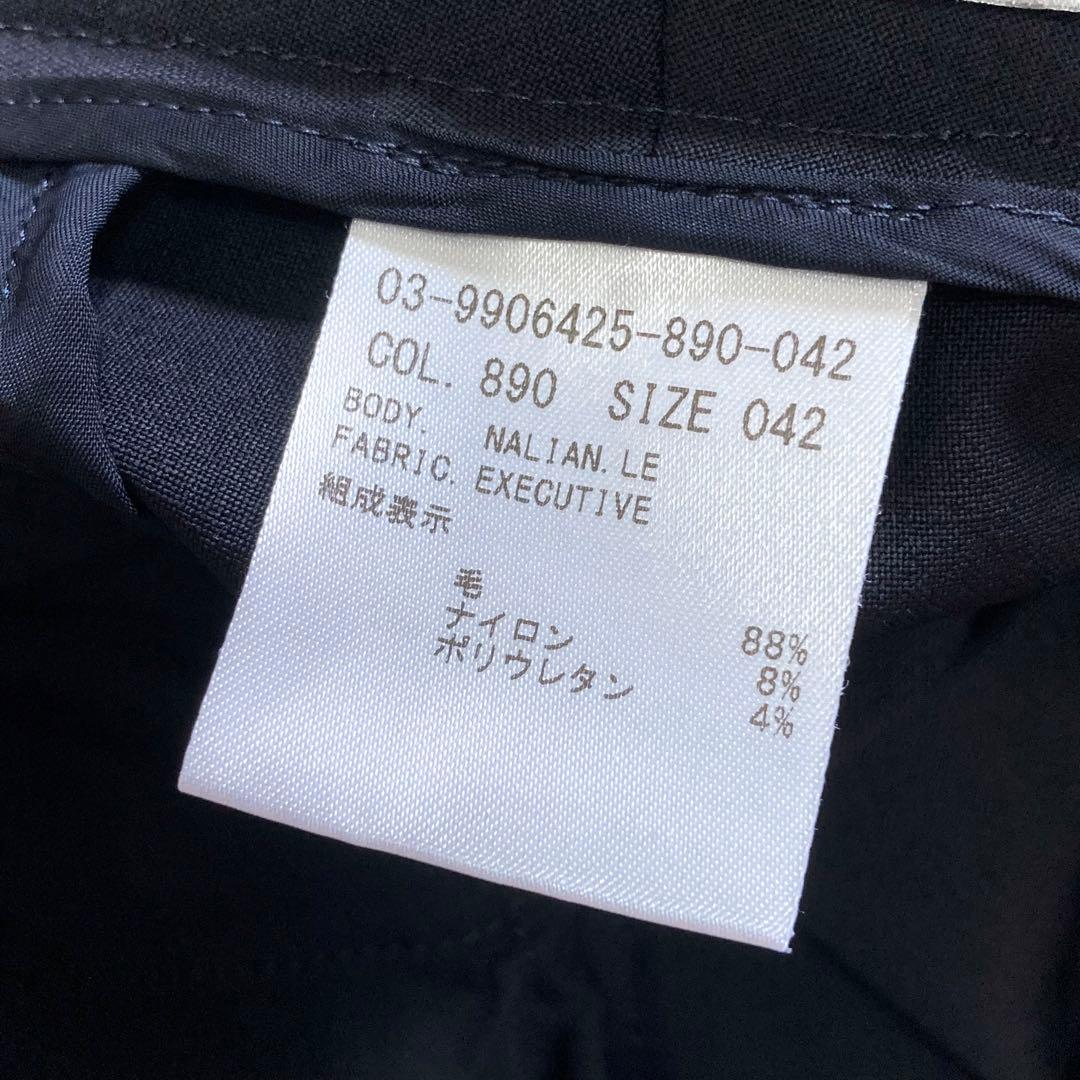 03-9906425-890-042
COL. 890 SIZE 042
BODY. NALIAN.LE
FABRIC. EXECUTIVE
組成表示
毛 88%
ナイロン 8%
ポリウレタン 4%